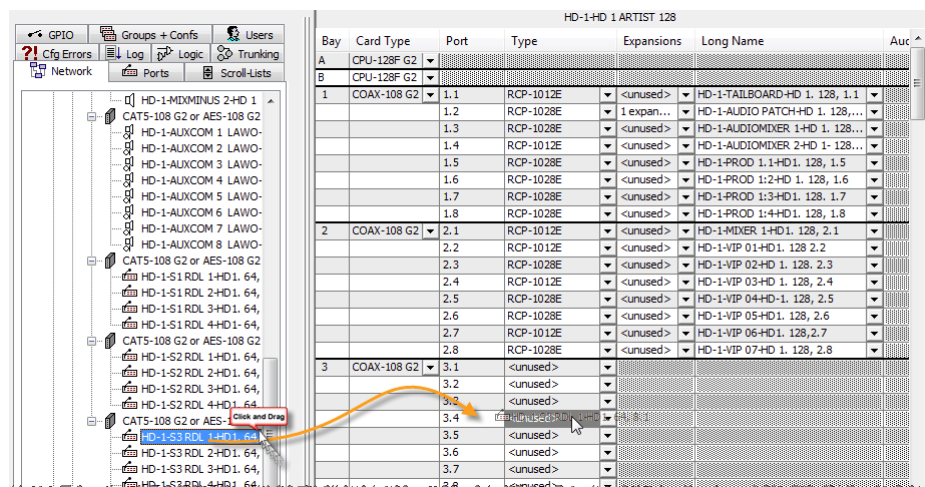 HD-1-HD 1 ARTIST 128
GPIO Groups + Confs Users
?! Cfg Errors Log Logic Trunking
Network Ports Scroll-Lists
HD-1-MIXMINUS 2-HD 1
CAT5-108 G2 or AES-108 G2
HD-1-AUXCOM 1 LAWO-
HD-1-AUXCOM 2 LAWO-
HD-1-AUXCOM 3 LAWO-
HD-1-AUXCOM 4 LAWO-
HD-1-AUXCOM 5 LAWO-
HD-1-AUXCOM 6 LAWO-
HD-1-AUXCOM 7 LAWO-
HD-1-AUXCOM 8 LAWO-
CAT5-108 G2 or AES-108 G2
HD-1-S1 RDL 1-HD1. 64,
HD-1-S1 RDL 2-HD1. 64,
HD-1-S1 RDL 3-HD1. 64,
HD-1-S1 RDL 4-HD1- 64,
CAT5-108 G2 or AES-108 G2
HD-1-S2 RDL 1-HD1. 64,
HD-1-S2 RDL 2-HD1. 64,
HD-1-S2 RDL 3-HD1. 64,
HD-1-S2 RDL 4-HD1. 64,
CAT5-108 G2 or AES-1
Click and Drag
HD-1-S3 RDL 1-HD1. 64
HD-1-S3 RDL 2-HD1. 64,
HD-1-S3 RDL 3-HD1. 64,
HD-1-S3 RDL 4-HD1. 64,
Bay Card Type Port Type Expansions Long Name Auc
A CPU-128F G2
B CPU-128F G2
1 COAX-108 G2 1.1 RCP-1012E <unused> HD-1-TAILBOARD-HD 1. 128, 1.1
1.2 RCP-1028E 1 expan... HD-1-AUDIO PATCH-HD 1. 128,...
1.3 RCP-1028E <unused> HD-1-AUDIOMIXER 1-HD 1. 128...
1.4 RCP-1012E <unused> HD-1-AUDIOMIXER 2-HD 1- 128...
1.5 RCP-1028E <unused> HD-1-PROD 1.1-HD1. 128, 1.5
1.6 RCP-1028E <unused> HD-1-PROD 1:2-HD 1. 128, 1.6
1.7 RCP-1028E <unused> HD-1-PROD 1:3-HD1. 128. 1.7
1.8 RCP-1028E <unused> HD-1-PROD 1:4-HD1. 128, 1.8
2 COAX-108 G2 2.1 RCP-1012E <unused> HD-1-MIXER 1-HD1. 128, 2.1
2.2 RCP-1012E <unused> HD-1-VIP 01-HD1. 128 2.2
2.3 RCP-1028E <unused> HD-1-VIP 02-HD 1. 128. 2.3
2.4 RCP-1012E <unused> HD-1-VIP 03-HD 1. 128, 2.4
2.5 RCP-1028E <unused> HD-1-VIP 04-HD-1. 128, 2.5
2.6 RCP-1028E <unused> HD-1-VIP 05-HD1. 128, 2.6
2.7 RCP-1012E <unused> HD-1-VIP 06-HD1. 128,2.7
2.8 RCP-1028E <unused> HD-1-VIP 07-HD 1. 128, 2.8
3 COAX-108 G2 3.1 <unused>
3.2 <unused>
3.3 <unused>
3.4
3.5 <unused>
3.6 <unused>
3.7 <unused>
3.8 <unused>